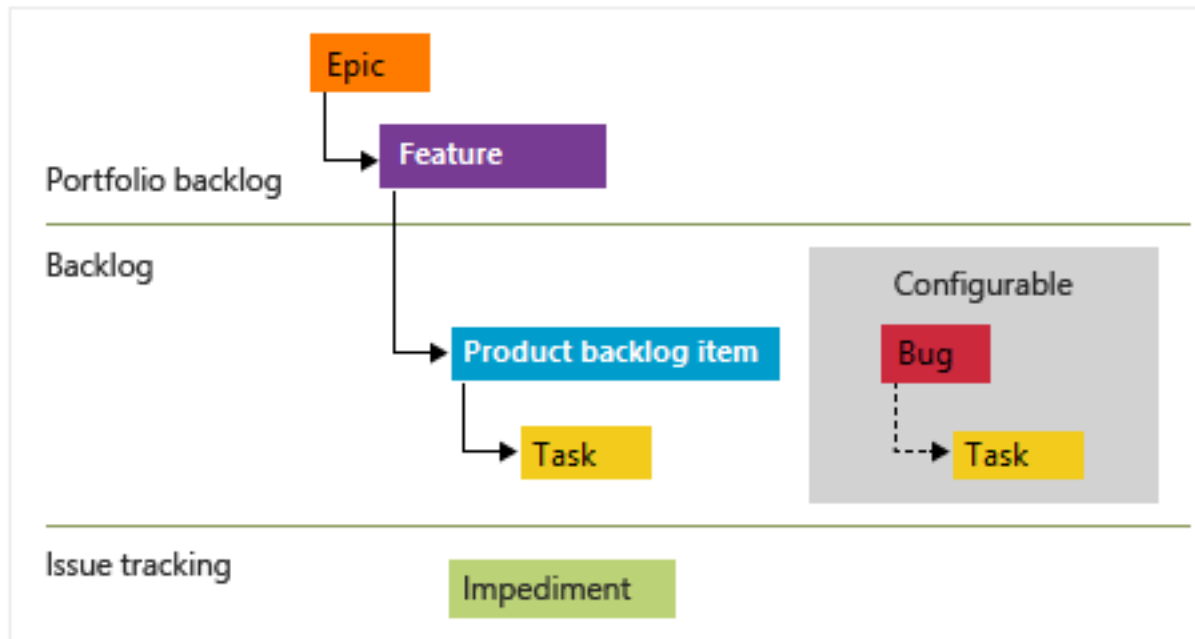 Epic
Feature
Portfolio backlog
Backlog
Configurable
Product backlog item
Bug
Task
Task
Issue tracking
Impediment